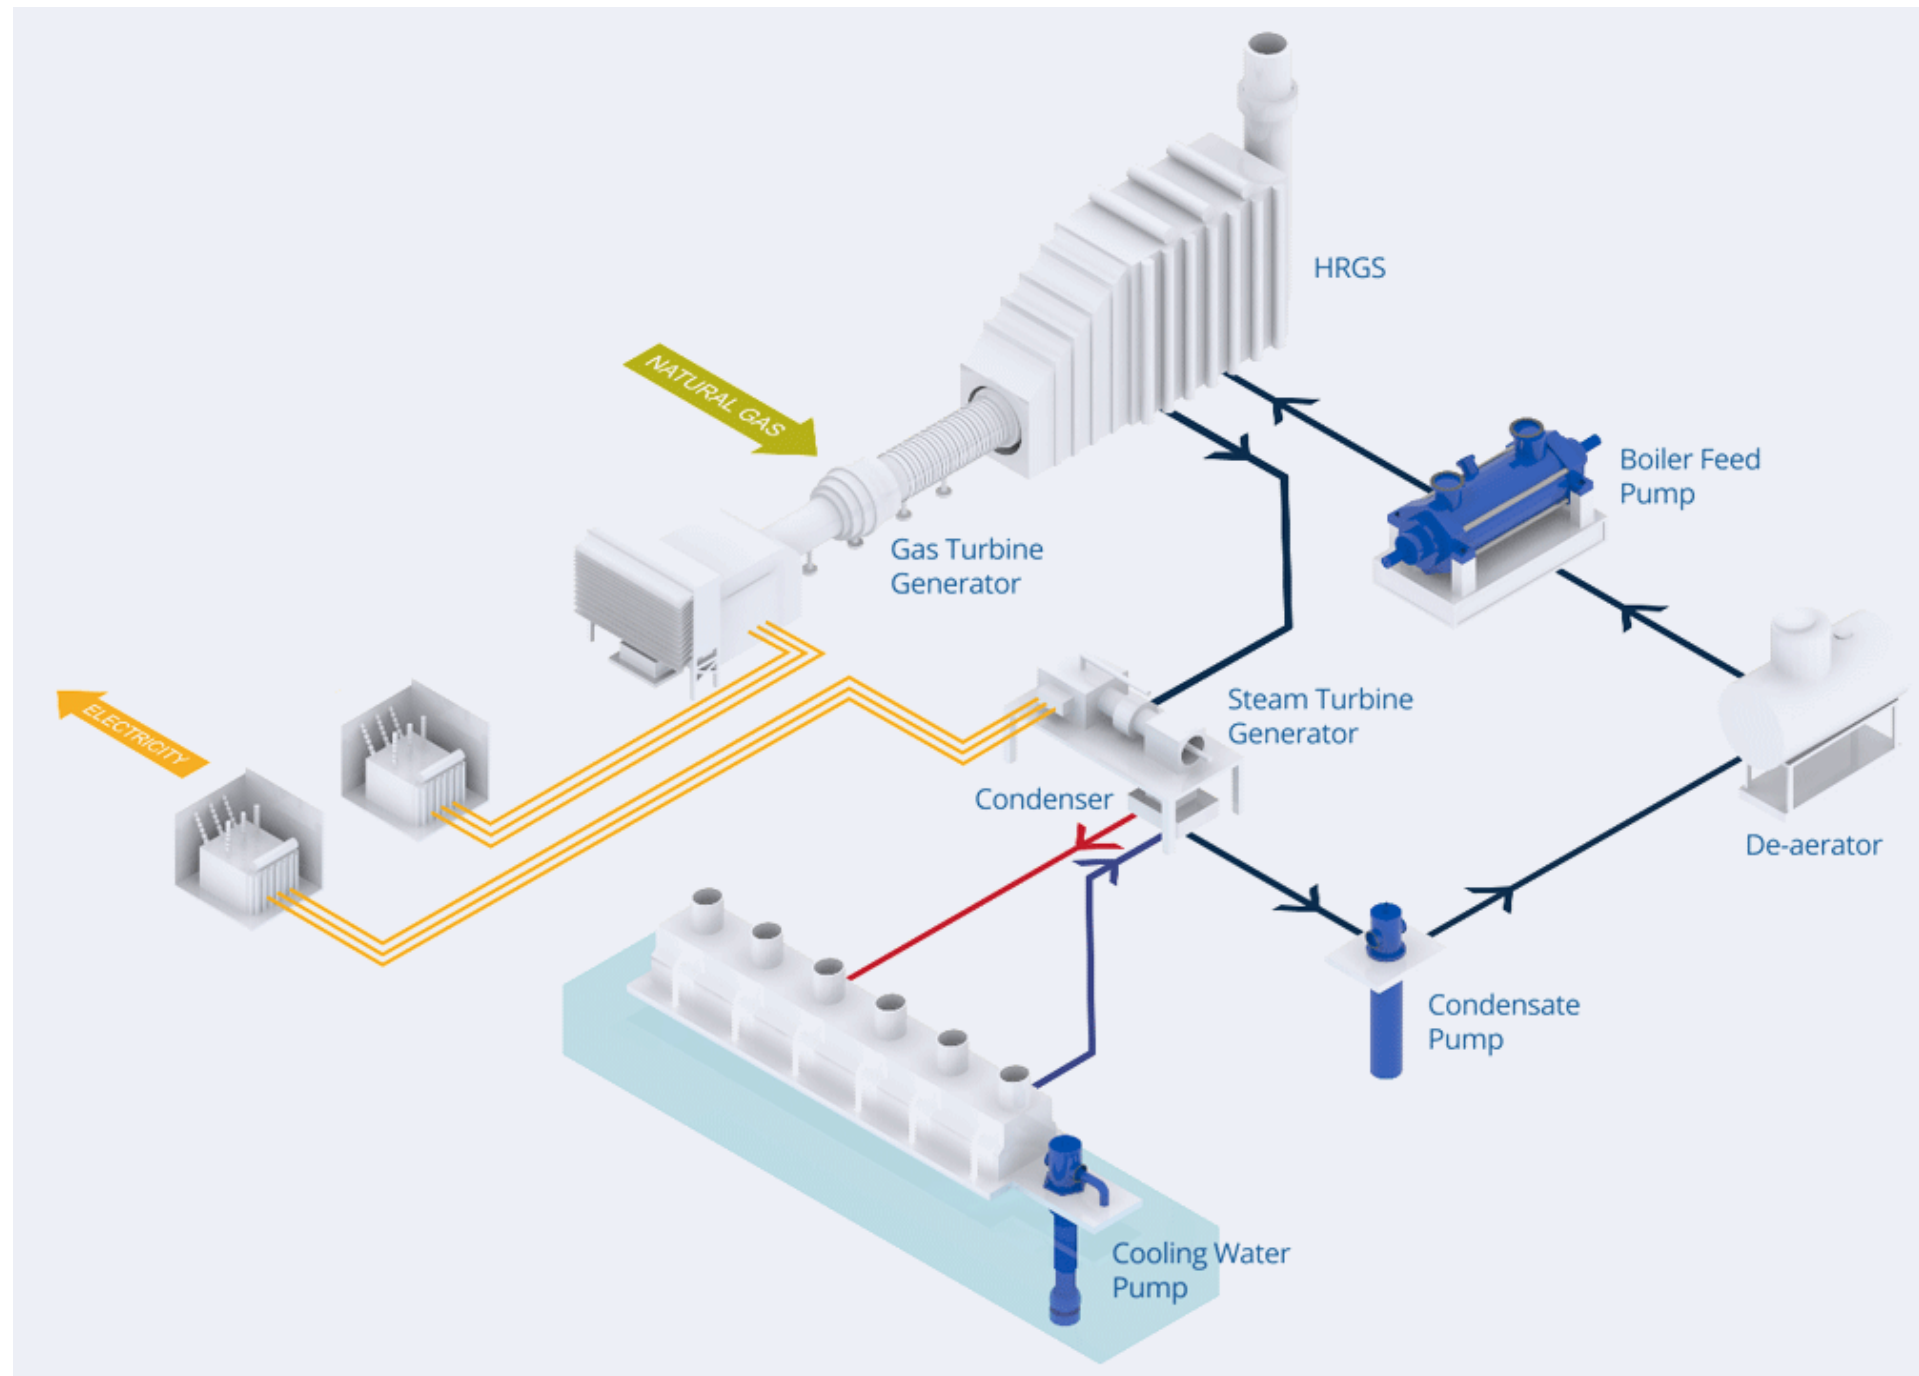 HRGS
NATURAL GAS
Boiler Feed
Pump
Gas Turbine
Generator
ELECTRICITY
Steam Turbine
Generator
Condenser
De-aerator
Condensate
Pump
Cooling Water
Pump